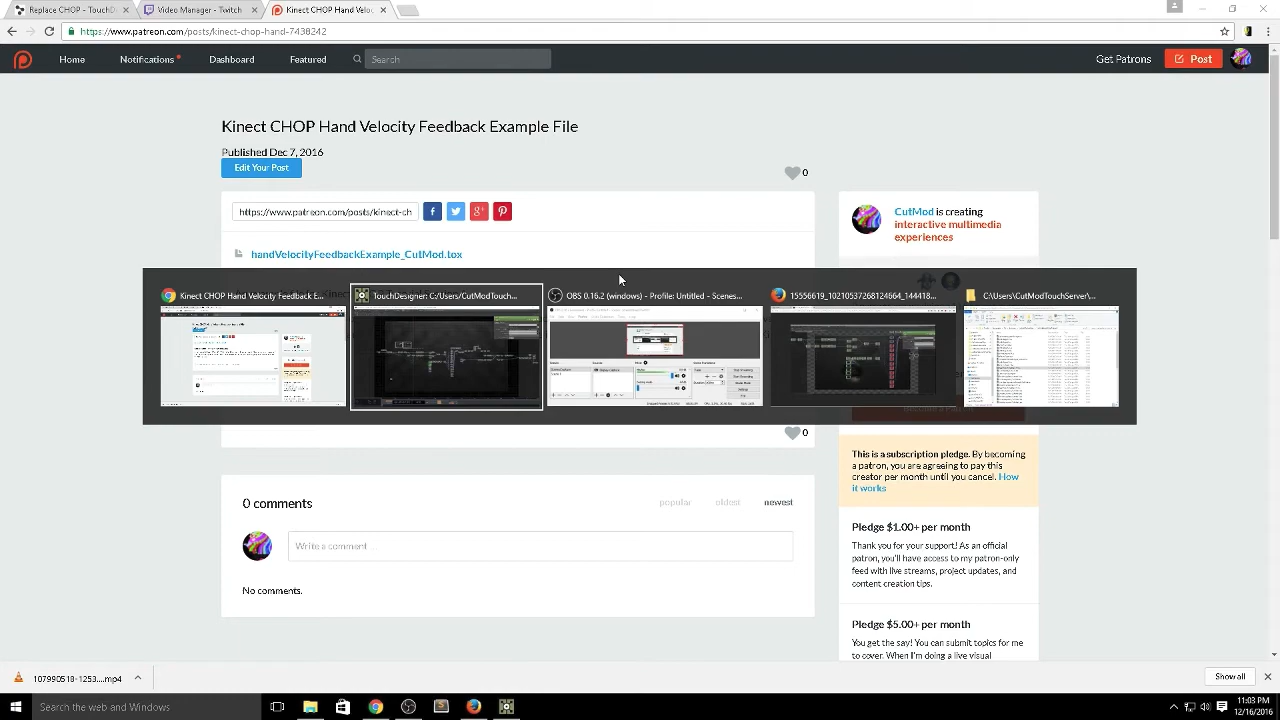 Replace CHOP - TouchD
Video Manager - Twitch
Kinect CHOP Hand Velo
https://www.patreon.com/posts/kinect-chop-hand-7438242
Home
Notifications
Dashboard
Featured
Search
Get Patrons
Post
Kinect CHOP Hand Velocity Feedback Example File
Published Dec 7, 2016
Edit Your Post
0
https://www.patreon.com/posts/kinect-ch
CutMod is creating
interactive multimedia
experiences
handVelocityFeedbackExample_CutMod.tox
Kinect CHOP Hand Velocity Feedback E...
TouchDesigner: C:/Users/CutModTouch...
OBS 0.16.2 (windows) - Profile: Untitled - Scenes...
15556619_10210537268124664_144418...
C:\Users\CutModTouchServer\...
0
This is a subscription pledge. By becoming
a patron, you are agreeing to pay this
creator per month until you cancel. How
it works
0 comments
popular
oldest
newest
Write a comment ...
No comments.
Pledge $1.00+ per month
Thank you for your support! As an official
patron, you'll have access to my patron-only
feed with live streams, project updates, and
content creation tips.
Pledge $5.00+ per month
You get the say! You can submit topics for me
to cover. When I'm doing a live visual
107990518-1253....mp4
Show all
Search the web and Windows
11:03 PM
12/16/2016